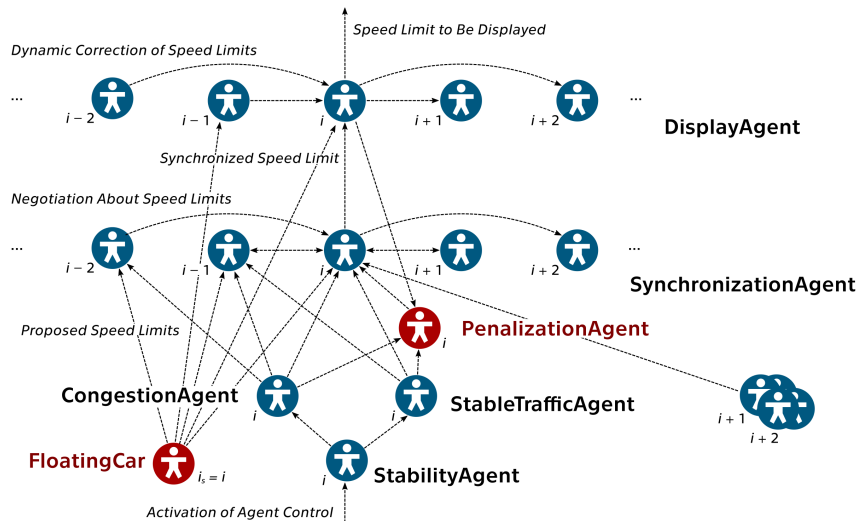 Speed Limit to Be Displayed
Dynamic Correction of Speed Limits
...
i – 2
i – 1
i
i + 1
i + 2
...
DisplayAgent
Synchronized Speed Limit
Negotiation About Speed Limits
...
i – 2
i – 1
i
i + 1
i + 2
...
SynchronizationAgent
Proposed Speed Limits
PenalizationAgent
i
CongestionAgent
i
i
StableTrafficAgent
i + 1
i + 2
FloatingCar
iₛ = i
i
StabilityAgent
Activation of Agent Control